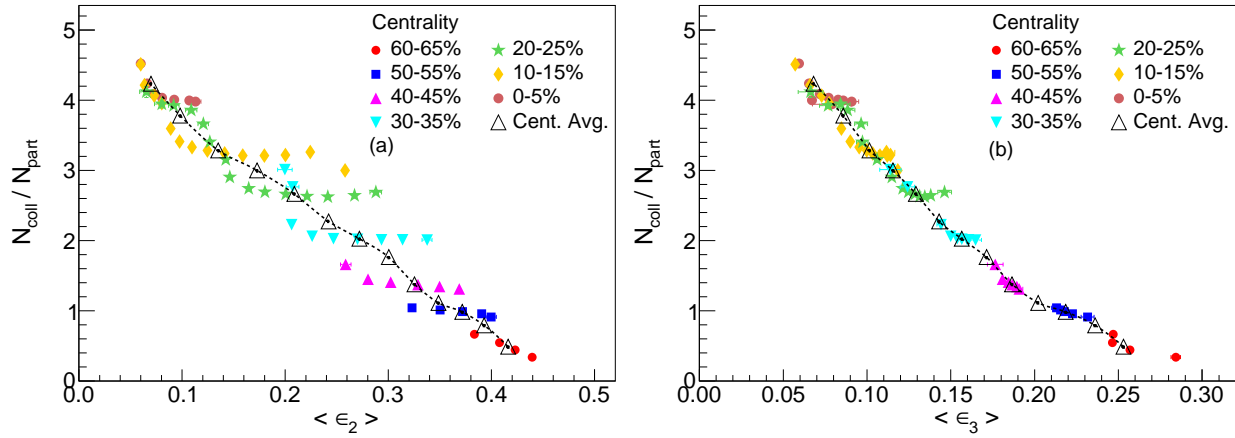 Centrality
60-65%
50-55%
40-45%
30-35%
20-25%
10-15%
0-5%
Cent. Avg.
(a)
N_coll / N_part
5
4
3
2
1
0
0.0 0.1 0.2 0.3 0.4 0.5
< ϵ_2 >
Centrality
60-65%
50-55%
40-45%
30-35%
20-25%
10-15%
0-5%
Cent. Avg.
(b)
N_coll / N_part
5
4
3
2
1
0
0.00 0.05 0.10 0.15 0.20 0.25 0.30
< ϵ_3 >